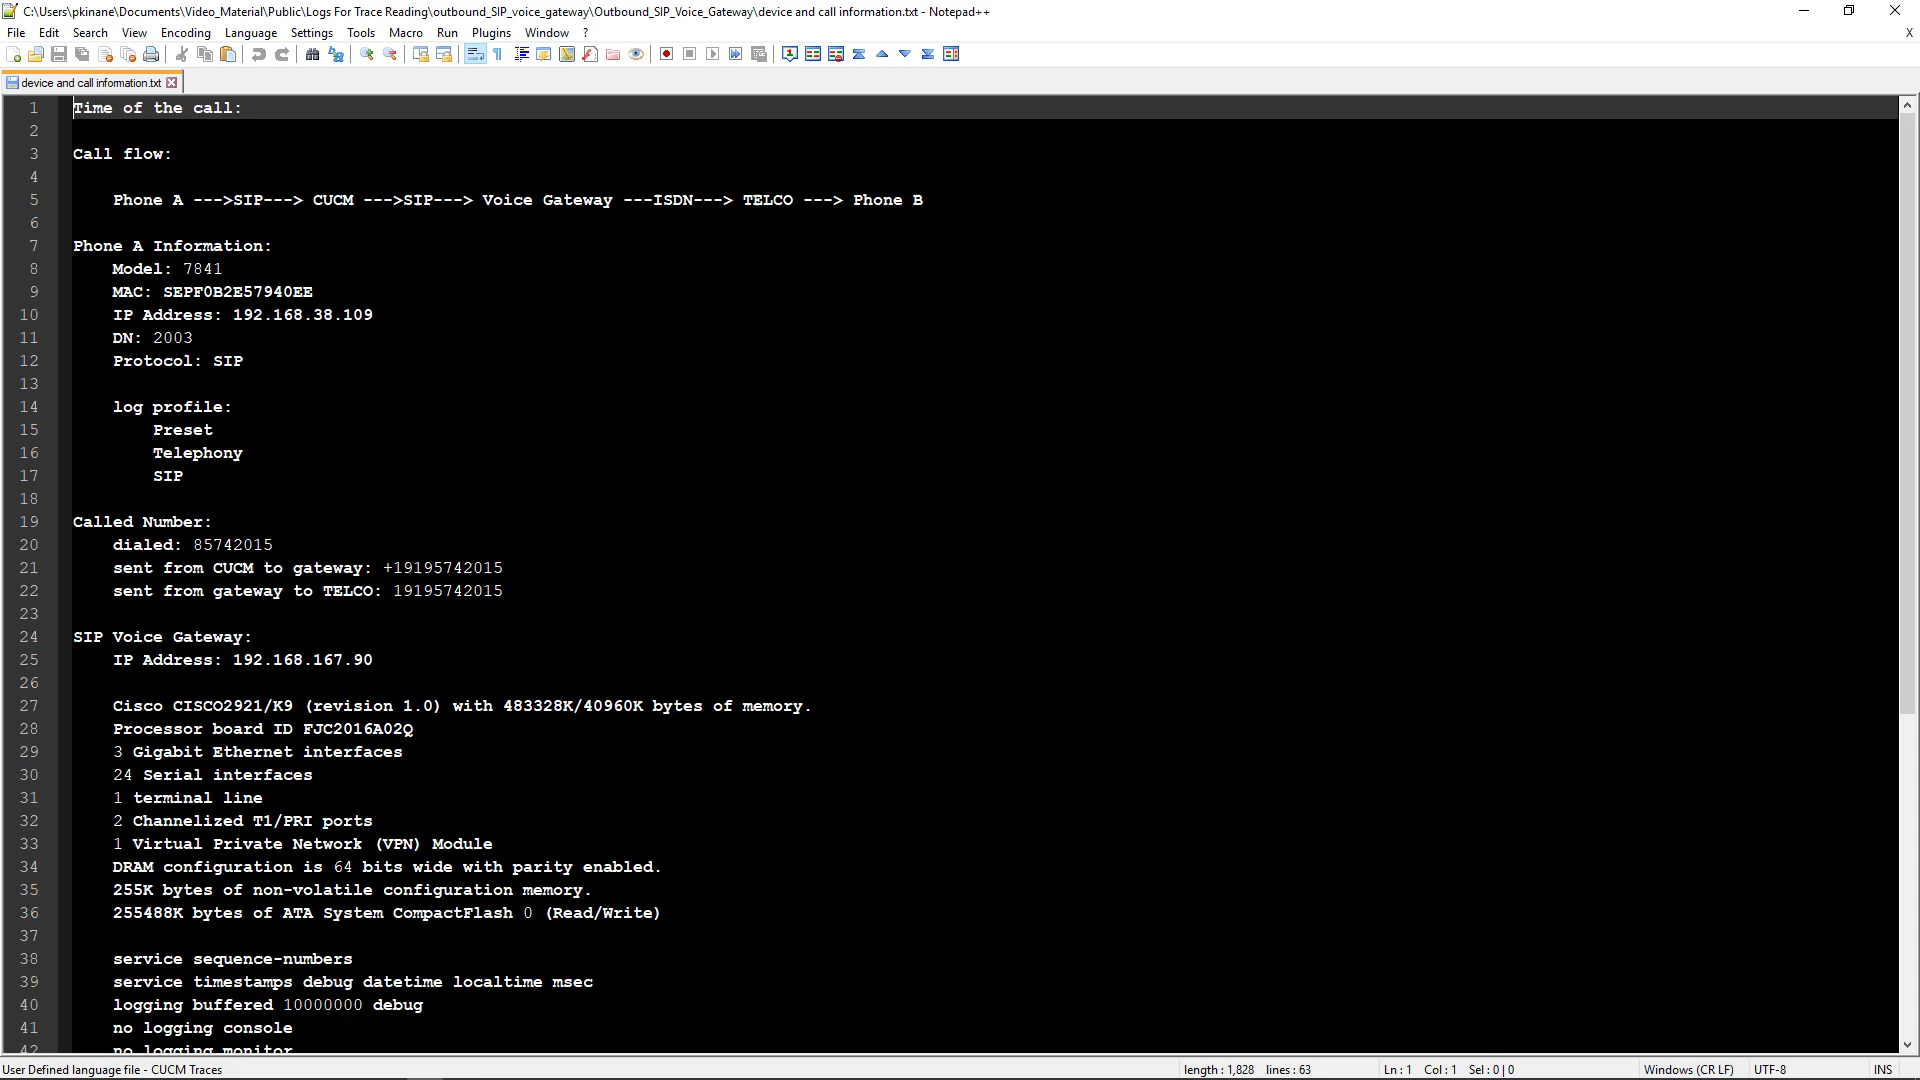 C:\Users\pkinane\Documents\Video_Material\Public\Logs For Trace Reading\outbound_SIP_voice_gateway\Outbound_SIP_Voice_Gateway\device and call information.txt - Notepad++
File Edit Search View Encoding Language Settings Tools Macro Run Plugins Window ? X
device and call information.txt
1 Time of the call:
2
3 Call flow:
4
5 Phone A --->SIP---> CUCM --->SIP---> Voice Gateway ---ISDN---> TELCO ---> Phone B
6
7 Phone A Information:
8 Model: 7841
9 MAC: SEPF0B2E57940EE
10 IP Address: 192.168.38.109
11 DN: 2003
12 Protocol: SIP
13
14 log profile:
15 Preset
16 Telephony
17 SIP
18
19 Called Number:
20 dialed: 85742015
21 sent from CUCM to gateway: +19195742015
22 sent from gateway to TELCO: 19195742015
23
24 SIP Voice Gateway:
25 IP Address: 192.168.167.90
26
27 Cisco CISCO2921/K9 (revision 1.0) with 483328K/40960K bytes of memory.
28 Processor board ID FJC2016A02Q
29 3 Gigabit Ethernet interfaces
30 24 Serial interfaces
31 1 terminal line
32 2 Channelized T1/PRI ports
33 1 Virtual Private Network (VPN) Module
34 DRAM configuration is 64 bits wide with parity enabled.
35 255K bytes of non-volatile configuration memory.
36 255488K bytes of ATA System CompactFlash 0 (Read/Write)
37
38 service sequence-numbers
39 service timestamps debug datetime localtime msec
40 logging buffered 10000000 debug
41 no logging console
42 no logging monitor
User Defined language file - CUCM Traces length : 1,828 lines : 63 Ln : 1 Col : 1 Sel : 0 | 0 Windows (CR LF) UTF-8 INS